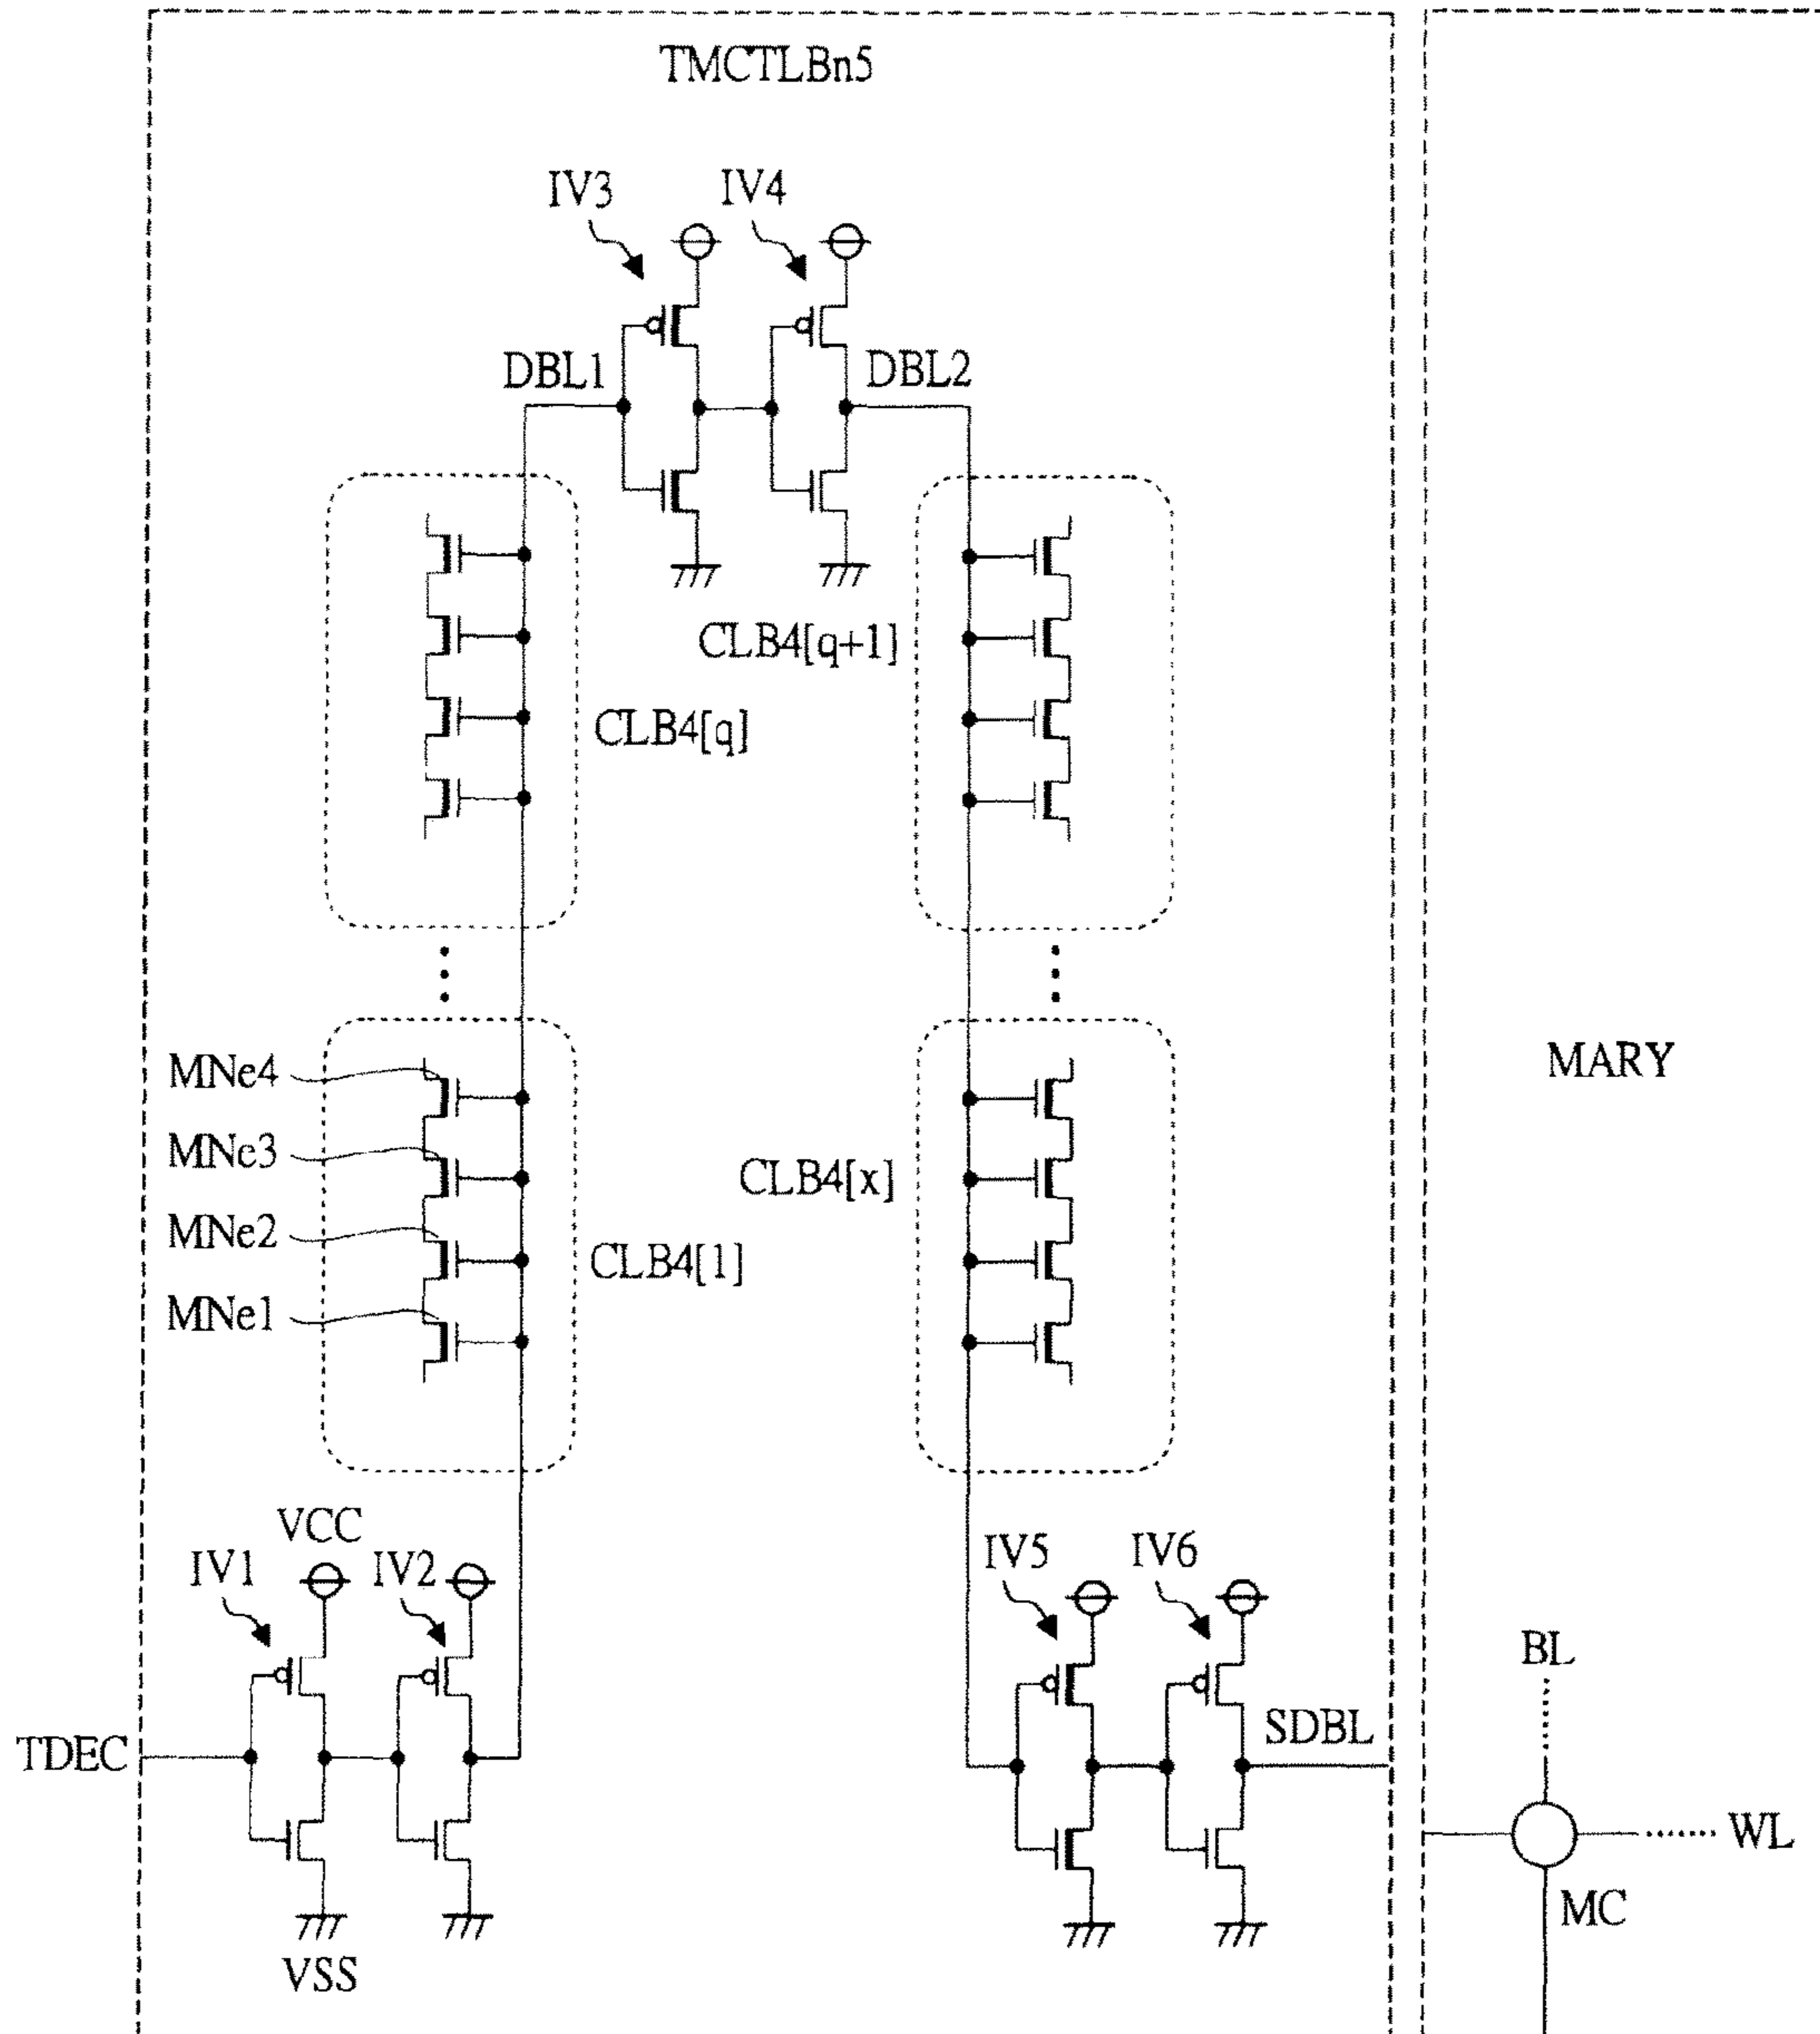 TMCTLBn5
IV3
IV4
DBL1
DBL2
CLB4[q+1]
CLB4[q]
MNe4
MNe3
MNe2
MNe1
CLB4[1]
CLB4[x]
MARY
VCC
IV1
IV2
IV5
IV6
TDEC
SDBL
VSS
BL
WL
MC